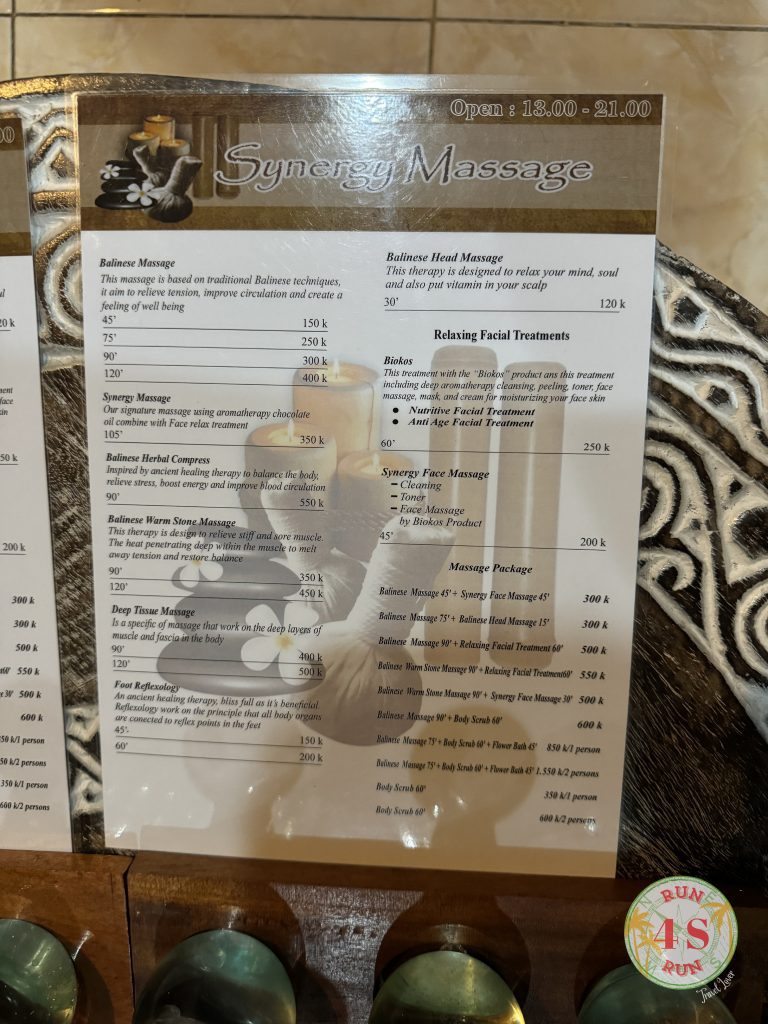 Open : 13.00 - 21.00
Synergy Massage
Balinese Massage
This massage is based on traditional Balinese techniques,
it aim to relieve tension, improve circulation and create a
feeling of well being
45’ 150 k
75’ 250 k
90’ 300 k
120’ 400 k
Synergy Massage
Our signature massage using aromatherapy chocolate
oil combine with Face relax treatment
105’ 350 k
Balinese Herbal Compress
Inspired by ancient healing therapy to balance the body,
relieve stress, boost energy and improve blood circulation
90’ 550 k
Balinese Warm Stone Massage
This therapy is design to relieve stiff and sore muscle.
The heat penetrating deep within the muscle to melt
away tension and restore balance
90’ 350 k
120’ 450 k
Deep Tissue Massage
Is a specific of massage that work on the deep layers of
muscle and fascia in the body
90’ 400 k
120’ 500 k
Foot Reflexology
An ancient healing therapy, bliss full as it’s beneficial.
Reflexology work on the principle that all body organs
are conected to reflex points in the feet
45’ 150 k
60’ 200 k
Balinese Head Massage
This therapy is designed to relax your mind, soul
and also put vitamin in your scalp
30’ 120 k
Relaxing Facial Treatments
Biokos
This treatment with the “Biokos” product ans this treatment
including deep aromatherapy cleansing, peeling, toner, face
massage, mask, and cream for moisturizing your face skin
● Nutritive Facial Treatment
● Anti Age Facial Treatment
60’ 250 k
Synergy Face Massage
– Cleaning
– Toner
– Face Massage
by Biokos Product
45’ 200 k
Massage Package
Balinese Massage 45’ + Synergy Face Massage 45’ 300 k
Balinese Massage 75’ + Balinese Head Massage 15’ 300 k
Balinese Massage 90’ + Relaxing Facial Treatment 60’ 500 k
Balinese Warm Stone Massage 90’ + Relaxing Facial Treatment60’ 550 k
Balinese Warm Stone Massage 90’ + Synergy Face Massage 30’ 500 k
Balinese Massage 90’ + Body Scrub 60’ 600 k
Balinese Massage 75’ + Body Scrub 60’ + Flower Bath 45’ 850 k/1 person
Balinese Massage 75’ + Body Scrub 60’ + Flower Bath 45’ 1.550 k/2 persons
Body Scrub 60’ 350 k/1 person
Body Scrub 60’ 600 k/2 persons
200 k
300 k
300 k
500 k
550 k
500 k
600 k
350 k/1 person
600 k/2 persons
RUN
4 S
RUN
Travel Lover